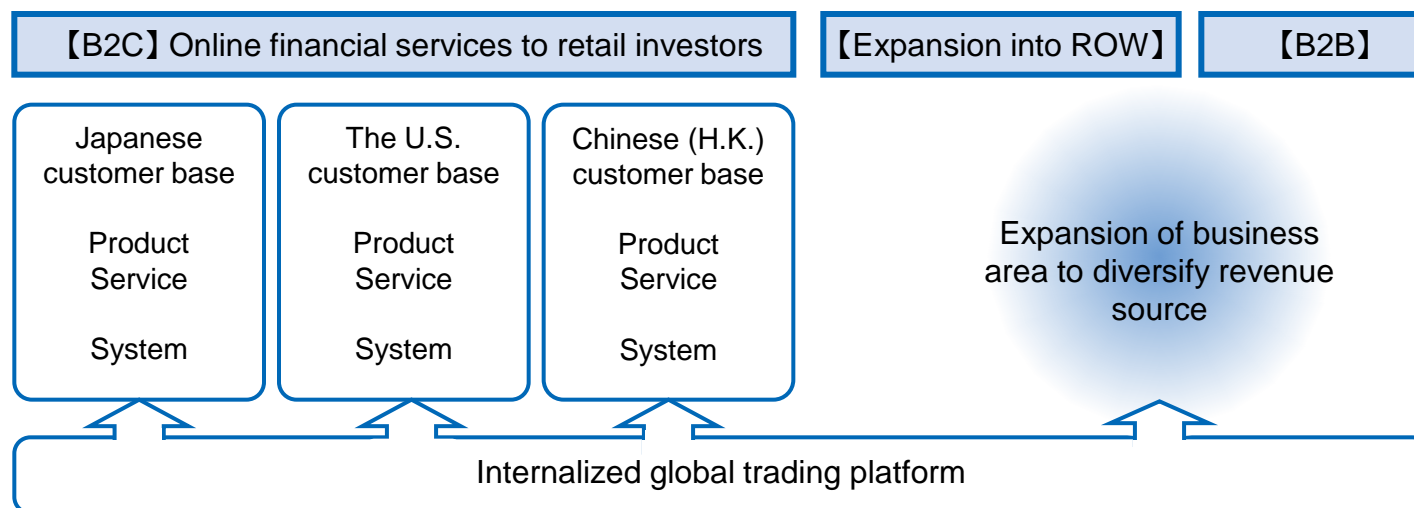 【B2C】Online financial services to retail investors
【Expansion into ROW】
【B2B】
Japanese
customer base
Product
Service
System
The U.S.
customer base
Product
Service
System
Chinese (H.K.)
customer base
Product
Service
System
Expansion of business
area to diversify revenue
source
Internalized global trading platform